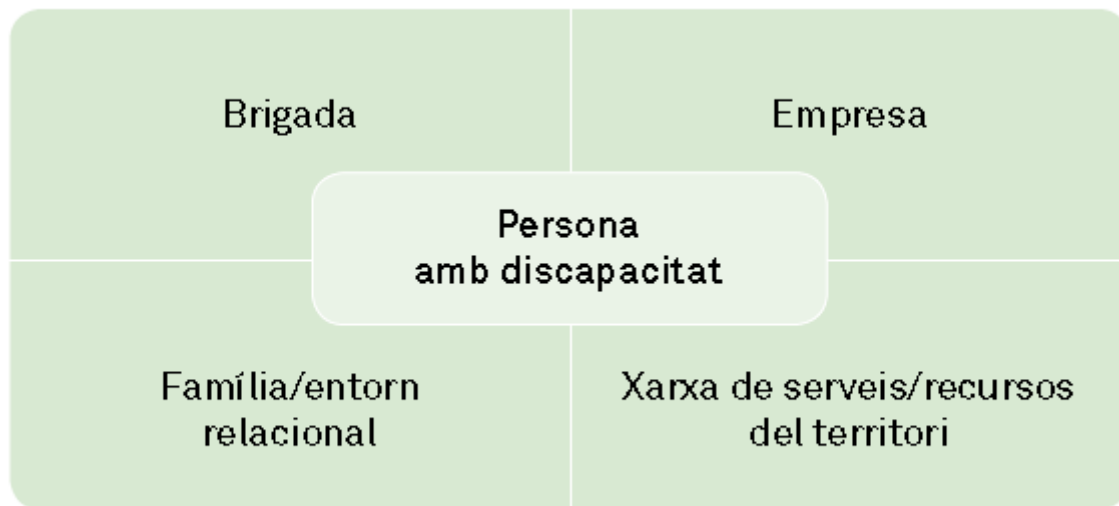 Brigada
Empresa
Persona
amb discapacitat
Família/entorn
relacional
Xarxa de serveis/recursos
del territori